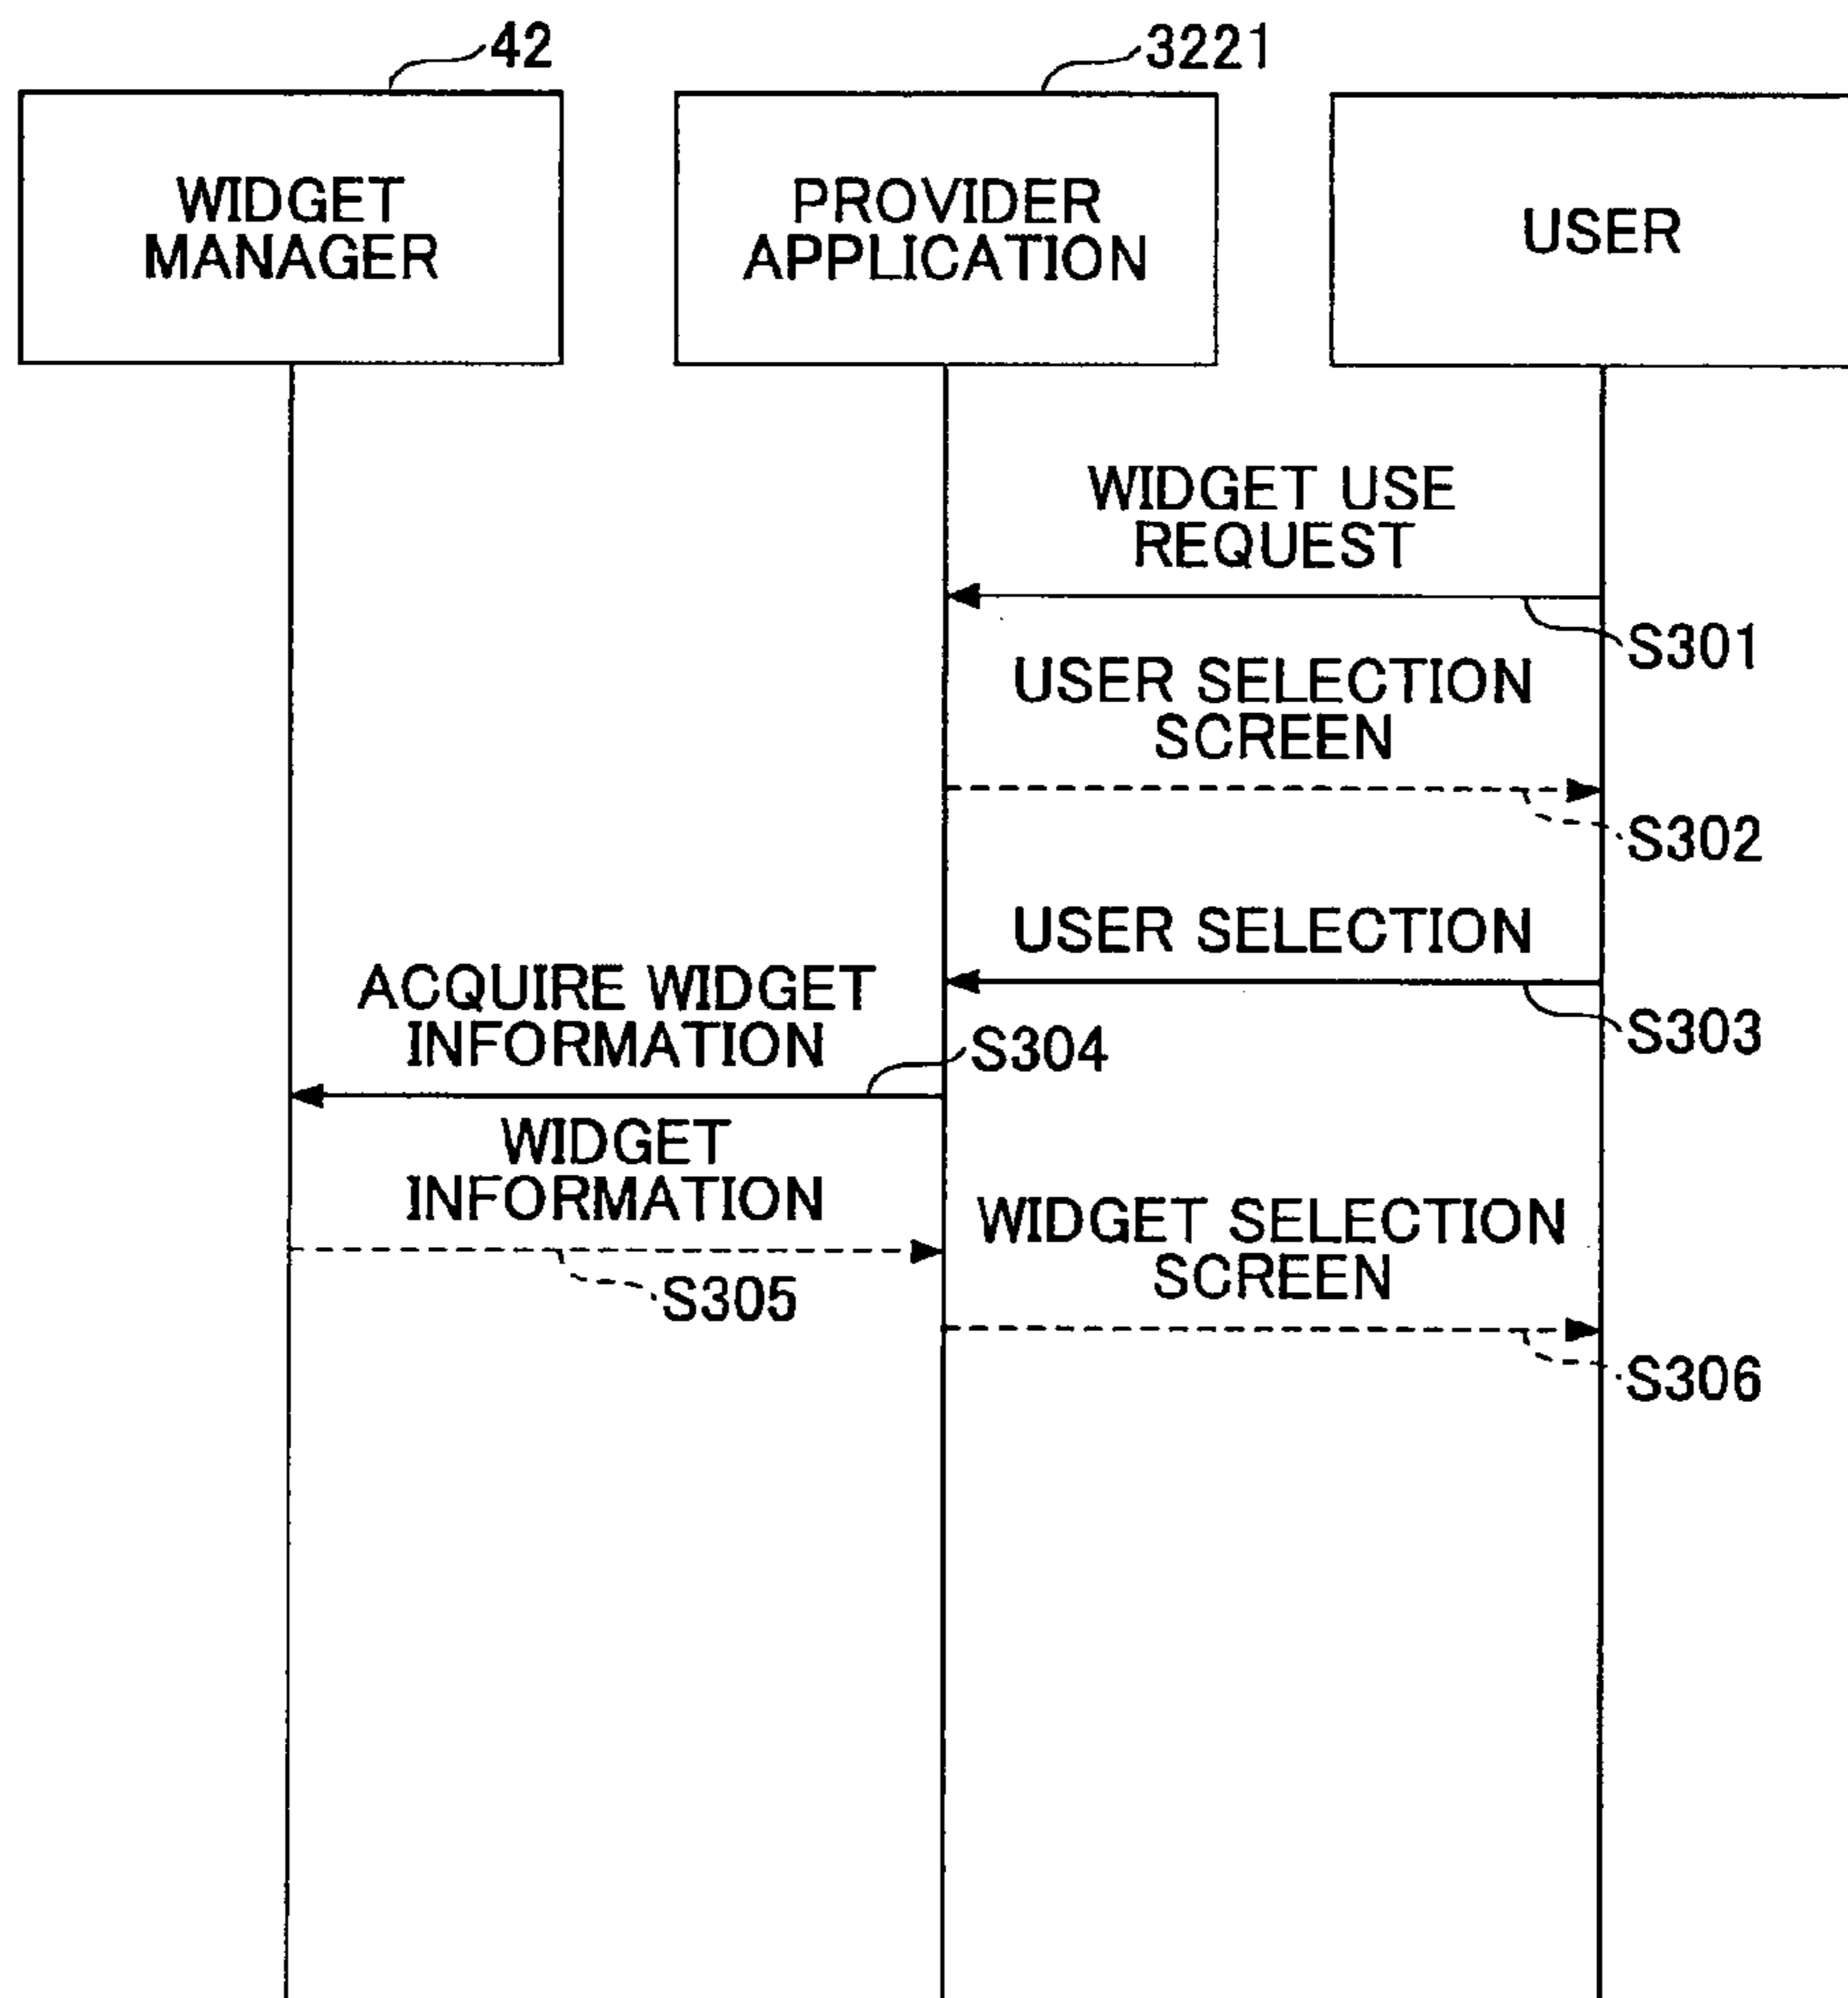 42
3221
WIDGET
MANAGER
PROVIDER
APPLICATION
USER
WIDGET USE
REQUEST
S301
USER SELECTION
SCREEN
S302
USER SELECTION
S303
ACQUIRE WIDGET
INFORMATION
S304
WIDGET
INFORMATION
S305
WIDGET SELECTION
SCREEN
S306